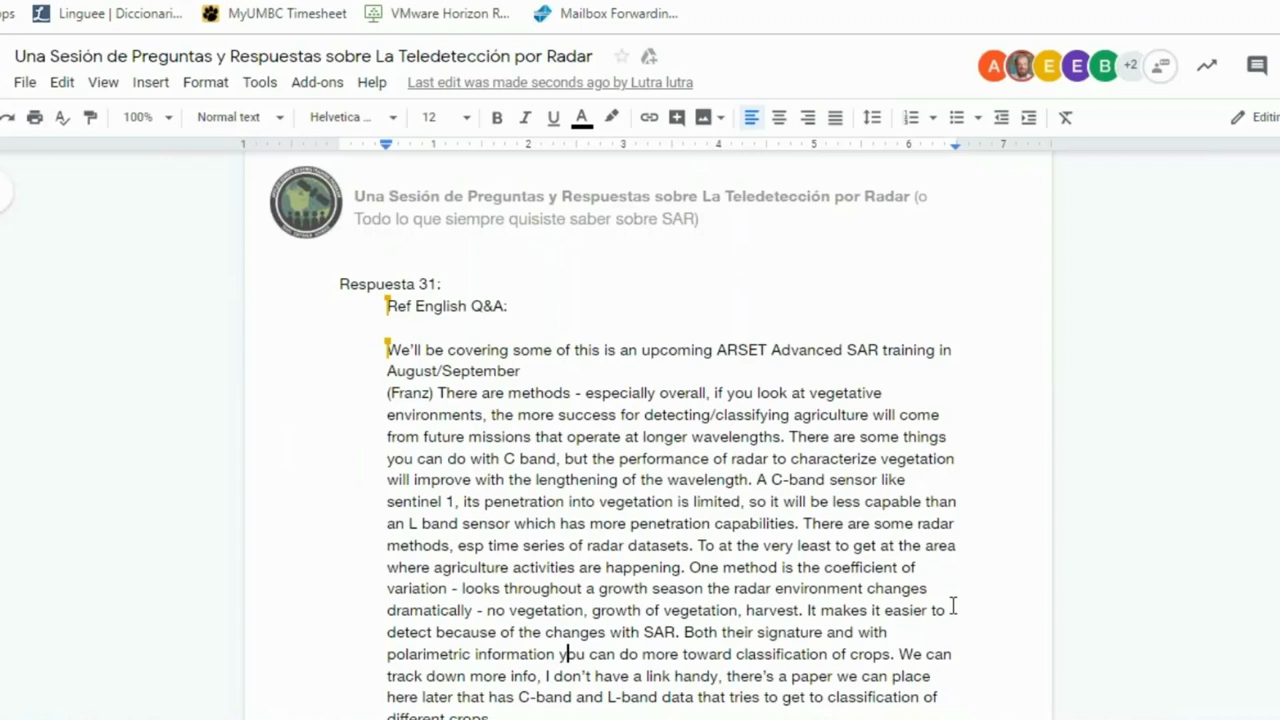 ps Linguee | Diccionari... MyUMBC Timesheet VMware Horizon R... Mailbox Forwardin...
Una Sesión de Preguntas y Respuestas sobre La Teledetección por Radar
A E E B +2
File Edit View Insert Format Tools Add-ons Help Last edit was made seconds ago by Lutra lutra
100% Normal text Helvetica ... 12 B I U A Editin
1 1 2 3 4 5 6 7
Una Sesión de Preguntas y Respuestas sobre La Teledetección por Radar (o
Todo lo que siempre quisiste saber sobre SAR)
Respuesta 31:
Ref English Q&A:
We'll be covering some of this is an upcoming ARSET Advanced SAR training in
August/September
(Franz) There are methods - especially overall, if you look at vegetative
environments, the more success for detecting/classifying agriculture will come
from future missions that operate at longer wavelengths. There are some things
you can do with C band, but the performance of radar to characterize vegetation
will improve with the lengthening of the wavelength. A C-band sensor like
sentinel 1, its penetration into vegetation is limited, so it will be less capable than
an L band sensor which has more penetration capabilities. There are some radar
methods, esp time series of radar datasets. To at the very least to get at the area
where agriculture activities are happening. One method is the coefficient of
variation - looks throughout a growth season the radar environment changes
dramatically - no vegetation, growth of vegetation, harvest. It makes it easier to
detect because of the changes with SAR. Both their signature and with
polarimetric information you can do more toward classification of crops. We can
track down more info, I don't have a link handy, there's a paper we can place
here later that has C-band and L-band data that tries to get to classification of
different crops